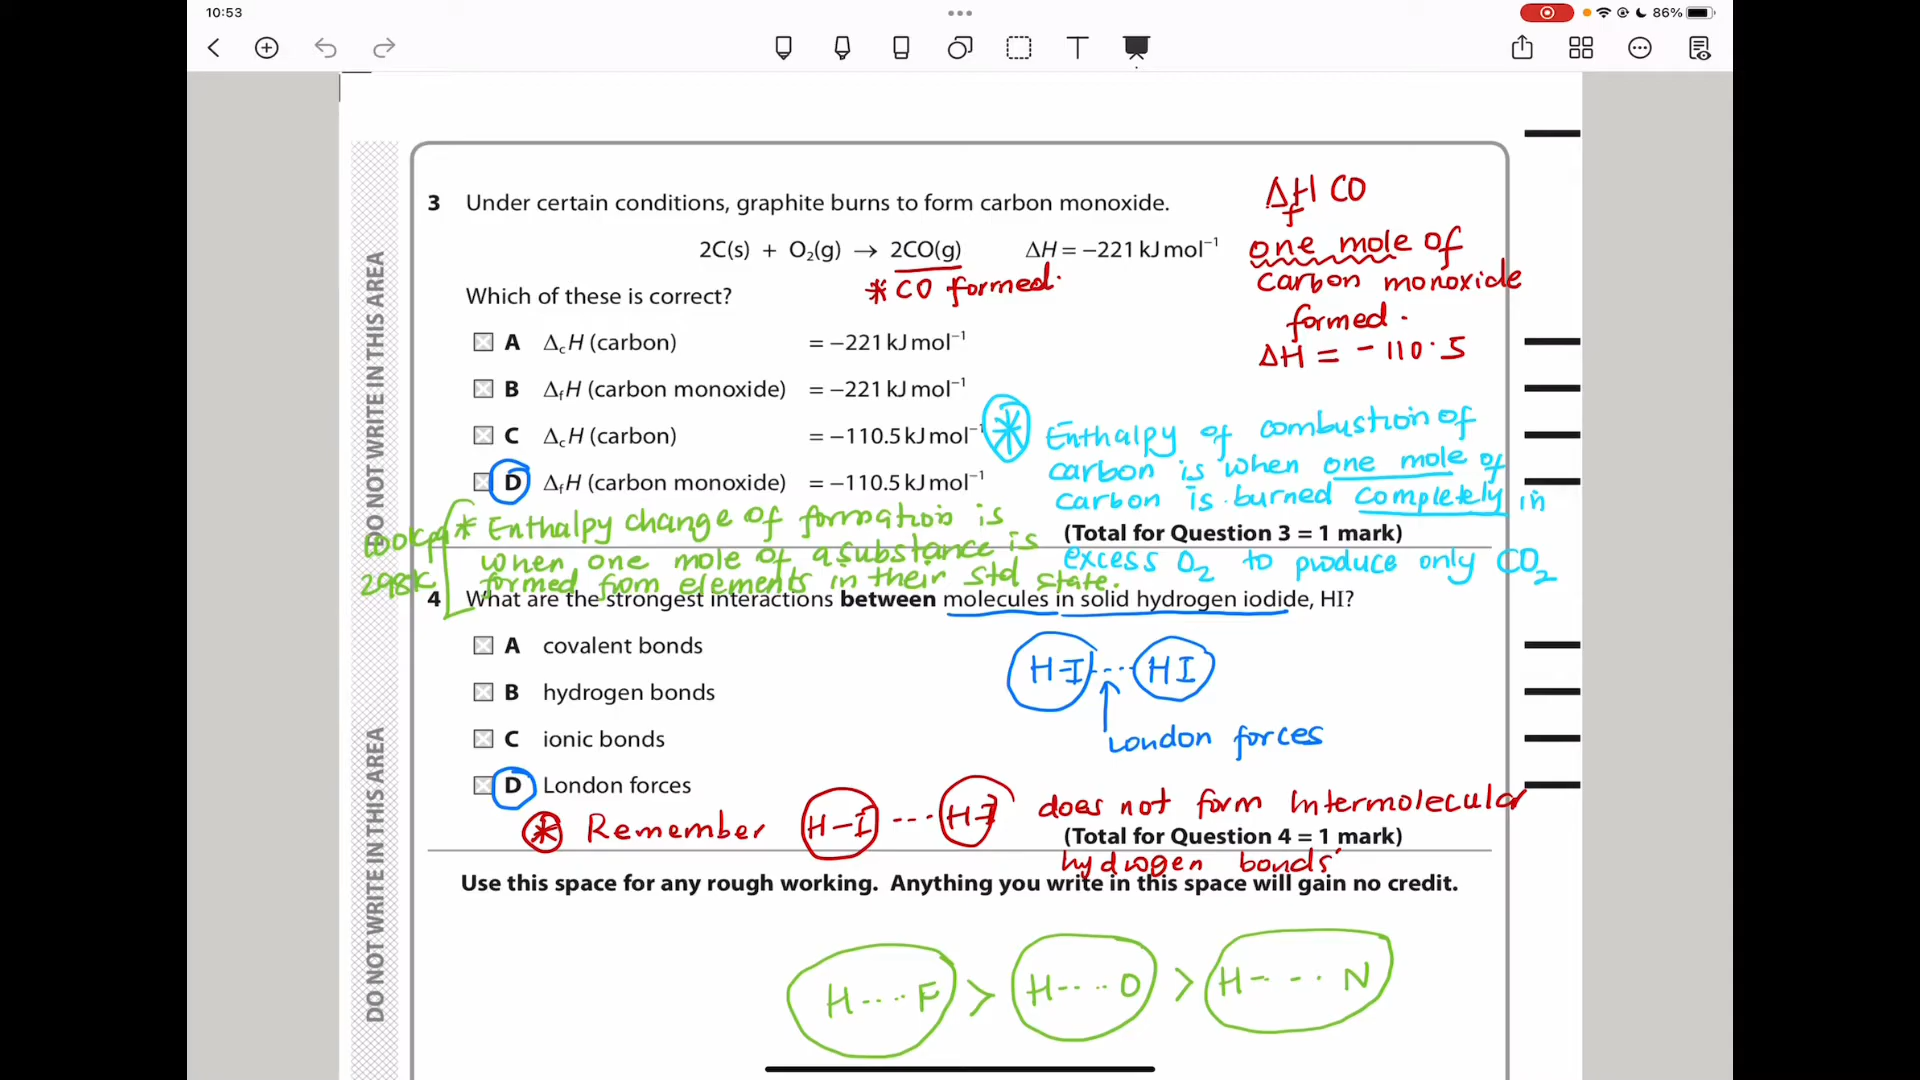 10:53
86%
3 Under certain conditions, graphite burns to form carbon monoxide.
2C(s) + O₂(g) → 2CO(g) ΔH = −221 kJ mol⁻¹
* CO formed.
ΔfH CO
one mole of
carbon monoxide
formed.
ΔH = -110.5
Which of these is correct?
A ΔcH (carbon) = −221 kJ mol⁻¹
B ΔfH (carbon monoxide) = −221 kJ mol⁻¹
C ΔcH (carbon) = −110.5 kJ mol⁻¹
D ΔfH (carbon monoxide) = −110.5 kJ mol⁻¹
* Enthalpy of combustion of
carbon is when one mole of
carbon is burned completely in
excess O₂ to produce only CO₂
(Total for Question 3 = 1 mark)
* Enthalpy change of formation is
when one mole of a substance is
formed from elements in their std state.
100kPa
298K
4 What are the strongest interactions between molecules in solid hydrogen iodide, HI?
A covalent bonds
B hydrogen bonds
C ionic bonds
D London forces
H-I ... HI
London forces
* Remember H-I ... H-I does not form Intermolecular
hydrogen bonds
(Total for Question 4 = 1 mark)
Use this space for any rough working. Anything you write in this space will gain no credit.
H....F > H....O > H- - ..N
DO NOT WRITE IN THIS AREA
DO NOT WRITE IN THIS AREA